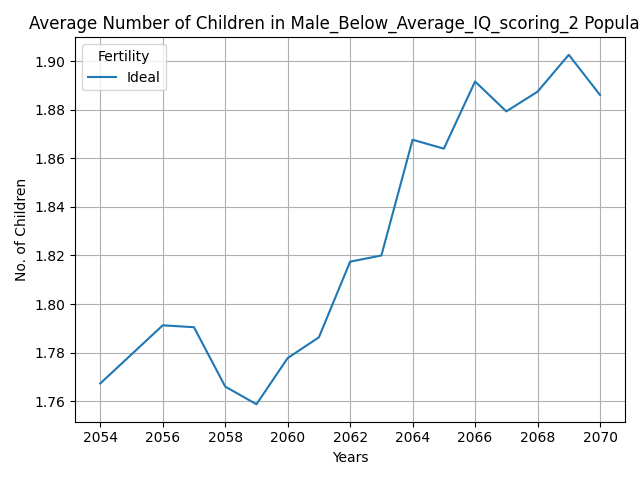 Average Number of Children in Male_Below_Average_IQ_scoring_2 Popula
Fertility
Ideal
1.90
1.88
1.86
1.84
1.82
1.80
1.78
1.76
No. of Children
2054 2056 2058 2060 2062 2064 2066 2068 2070
Years